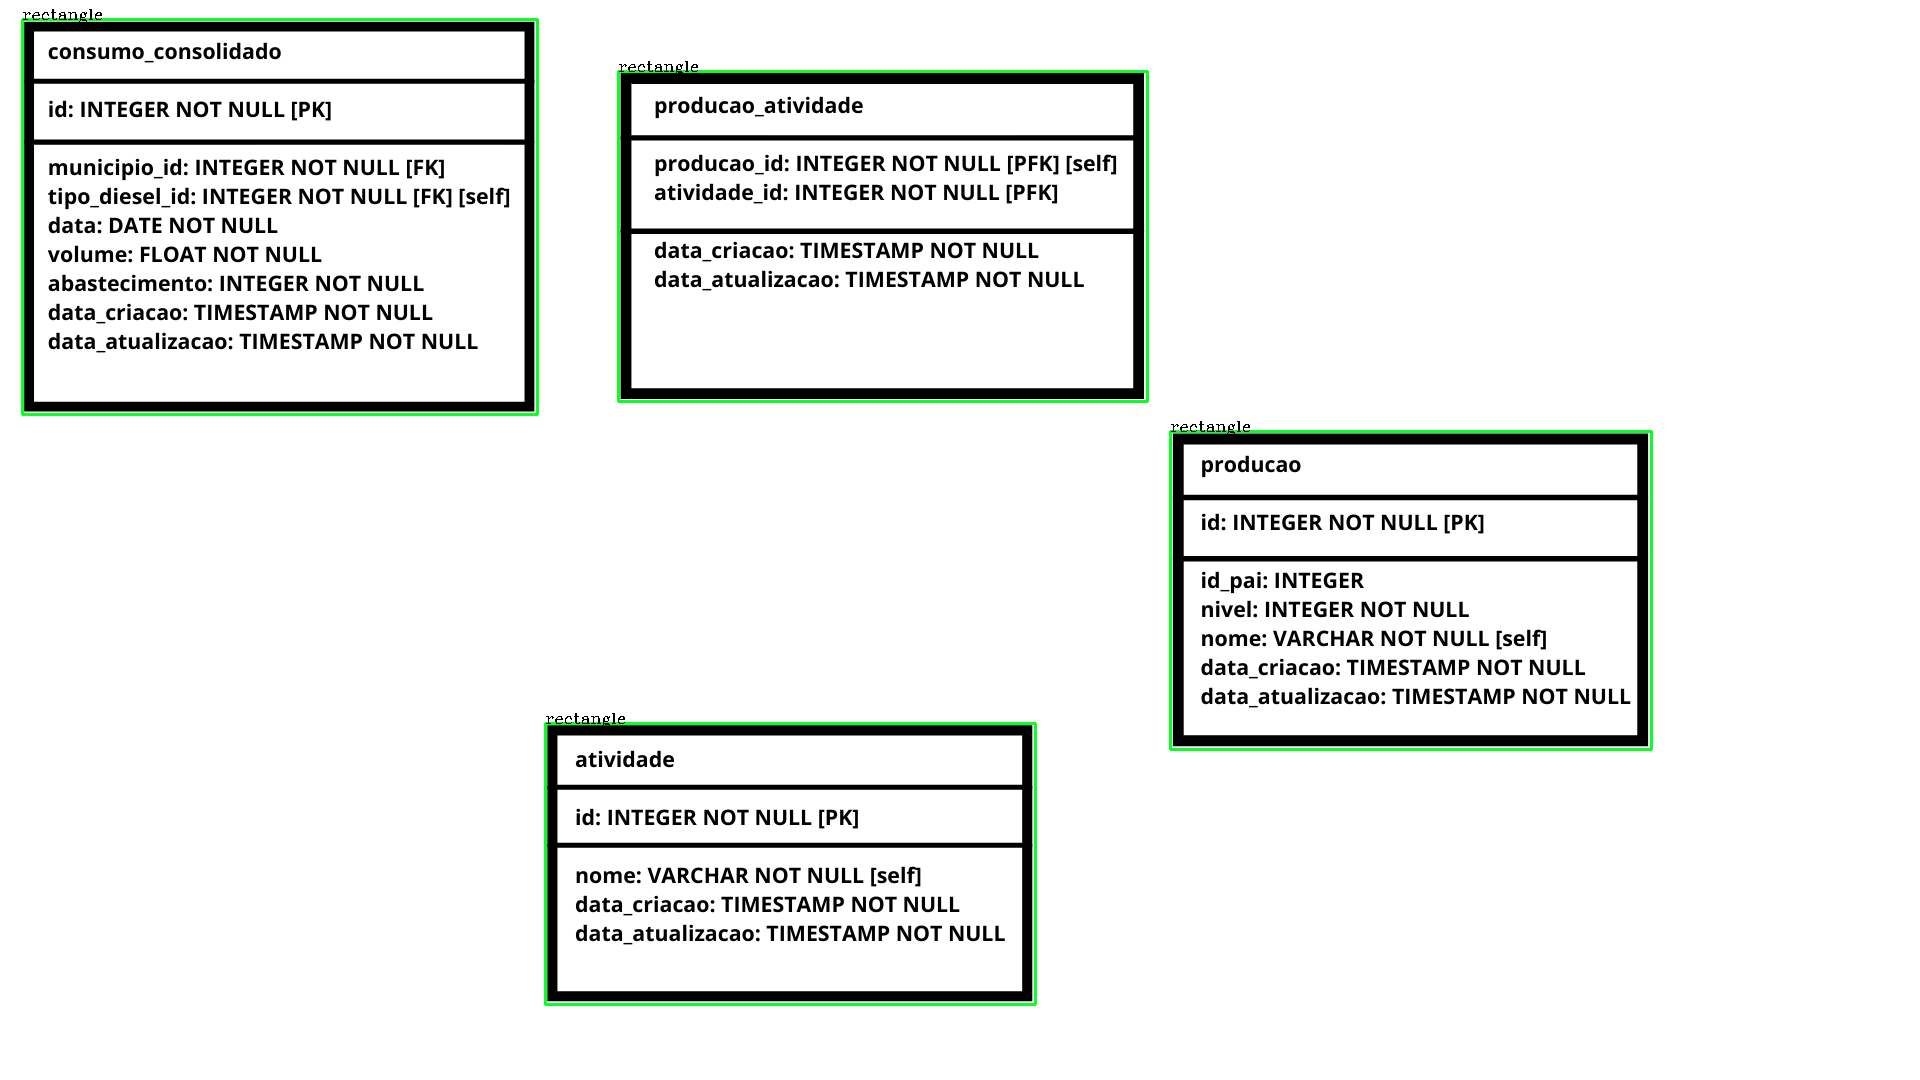 rectangle
consumo_consolidado
id: INTEGER NOT NULL [PK]
municipio_id: INTEGER NOT NULL [FK]
tipo_diesel_id: INTEGER NOT NULL [FK] [self]
data: DATE NOT NULL
volume: FLOAT NOT NULL
abastecimento: INTEGER NOT NULL
data_criacao: TIMESTAMP NOT NULL
data_atualizacao: TIMESTAMP NOT NULL
rectangle
producao_atividade
producao_id: INTEGER NOT NULL [PFK] [self]
atividade_id: INTEGER NOT NULL [PFK]
data_criacao: TIMESTAMP NOT NULL
data_atualizacao: TIMESTAMP NOT NULL
rectangle
producao
id: INTEGER NOT NULL [PK]
id_pai: INTEGER
nivel: INTEGER NOT NULL
nome: VARCHAR NOT NULL [self]
data_criacao: TIMESTAMP NOT NULL
data_atualizacao: TIMESTAMP NOT NULL
rectangle
atividade
id: INTEGER NOT NULL [PK]
nome: VARCHAR NOT NULL [self]
data_criacao: TIMESTAMP NOT NULL
data_atualizacao: TIMESTAMP NOT NULL